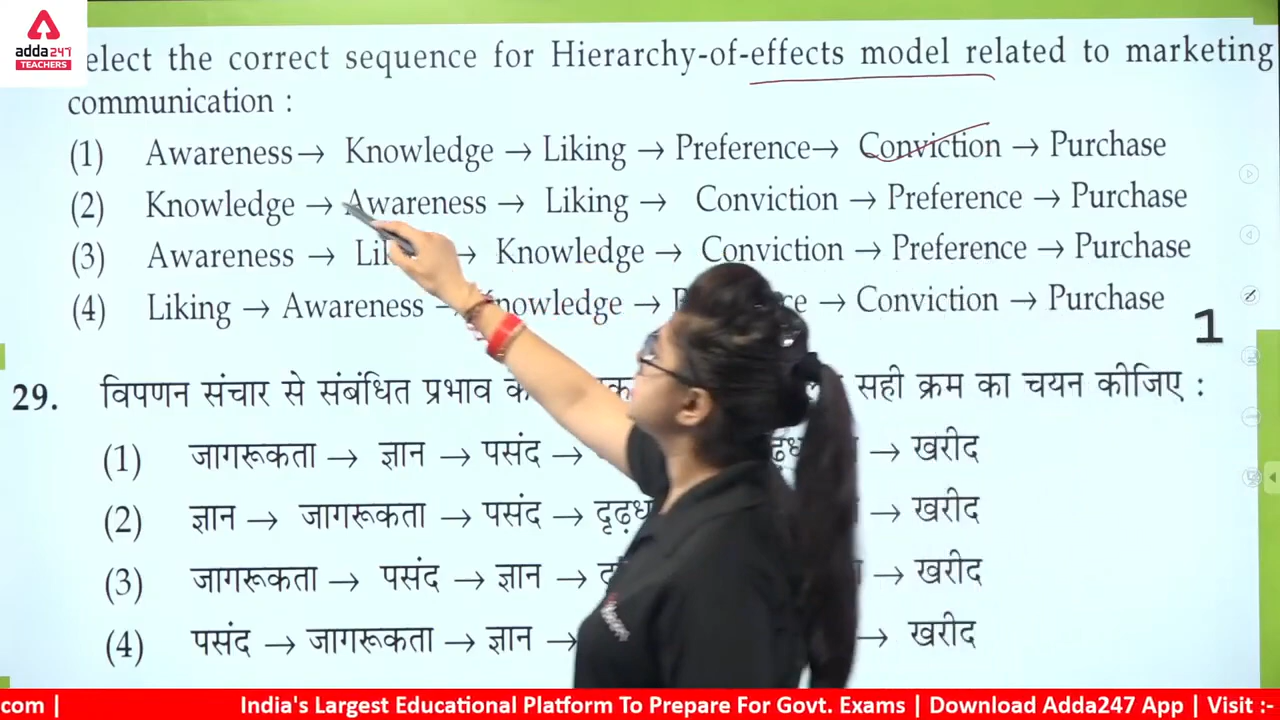 adda 247
TEACHERS
elect the correct sequence for Hierarchy-of-effects model related to marketing
communication :
(1) Awareness→ Knowledge → Liking → Preference→ Conviction → Purchase
(2) Knowledge → Awareness → Liking → Conviction → Preference → Purchase
(3) Awareness → Lik → Knowledge → Conviction → Preference → Purchase
(4) Liking → Awareness → Knowledge → → Conviction → Purchase
1
29. विपणन संचार से संबंधित प्रभाव सही क्रम का चयन कीजिए :
(1) जागरूकता → ज्ञान → पसंद → → खरीद
(2) ज्ञान → जागरूकता → पसंद → → खरीद
(3) जागरूकता → पसंद → ज्ञान → → खरीद
(4) पसंद → जागरूकता → ज्ञान → → खरीद
com | India's Largest Educational Platform To Prepare For Govt. Exams | Download Adda247 App | Visit :-